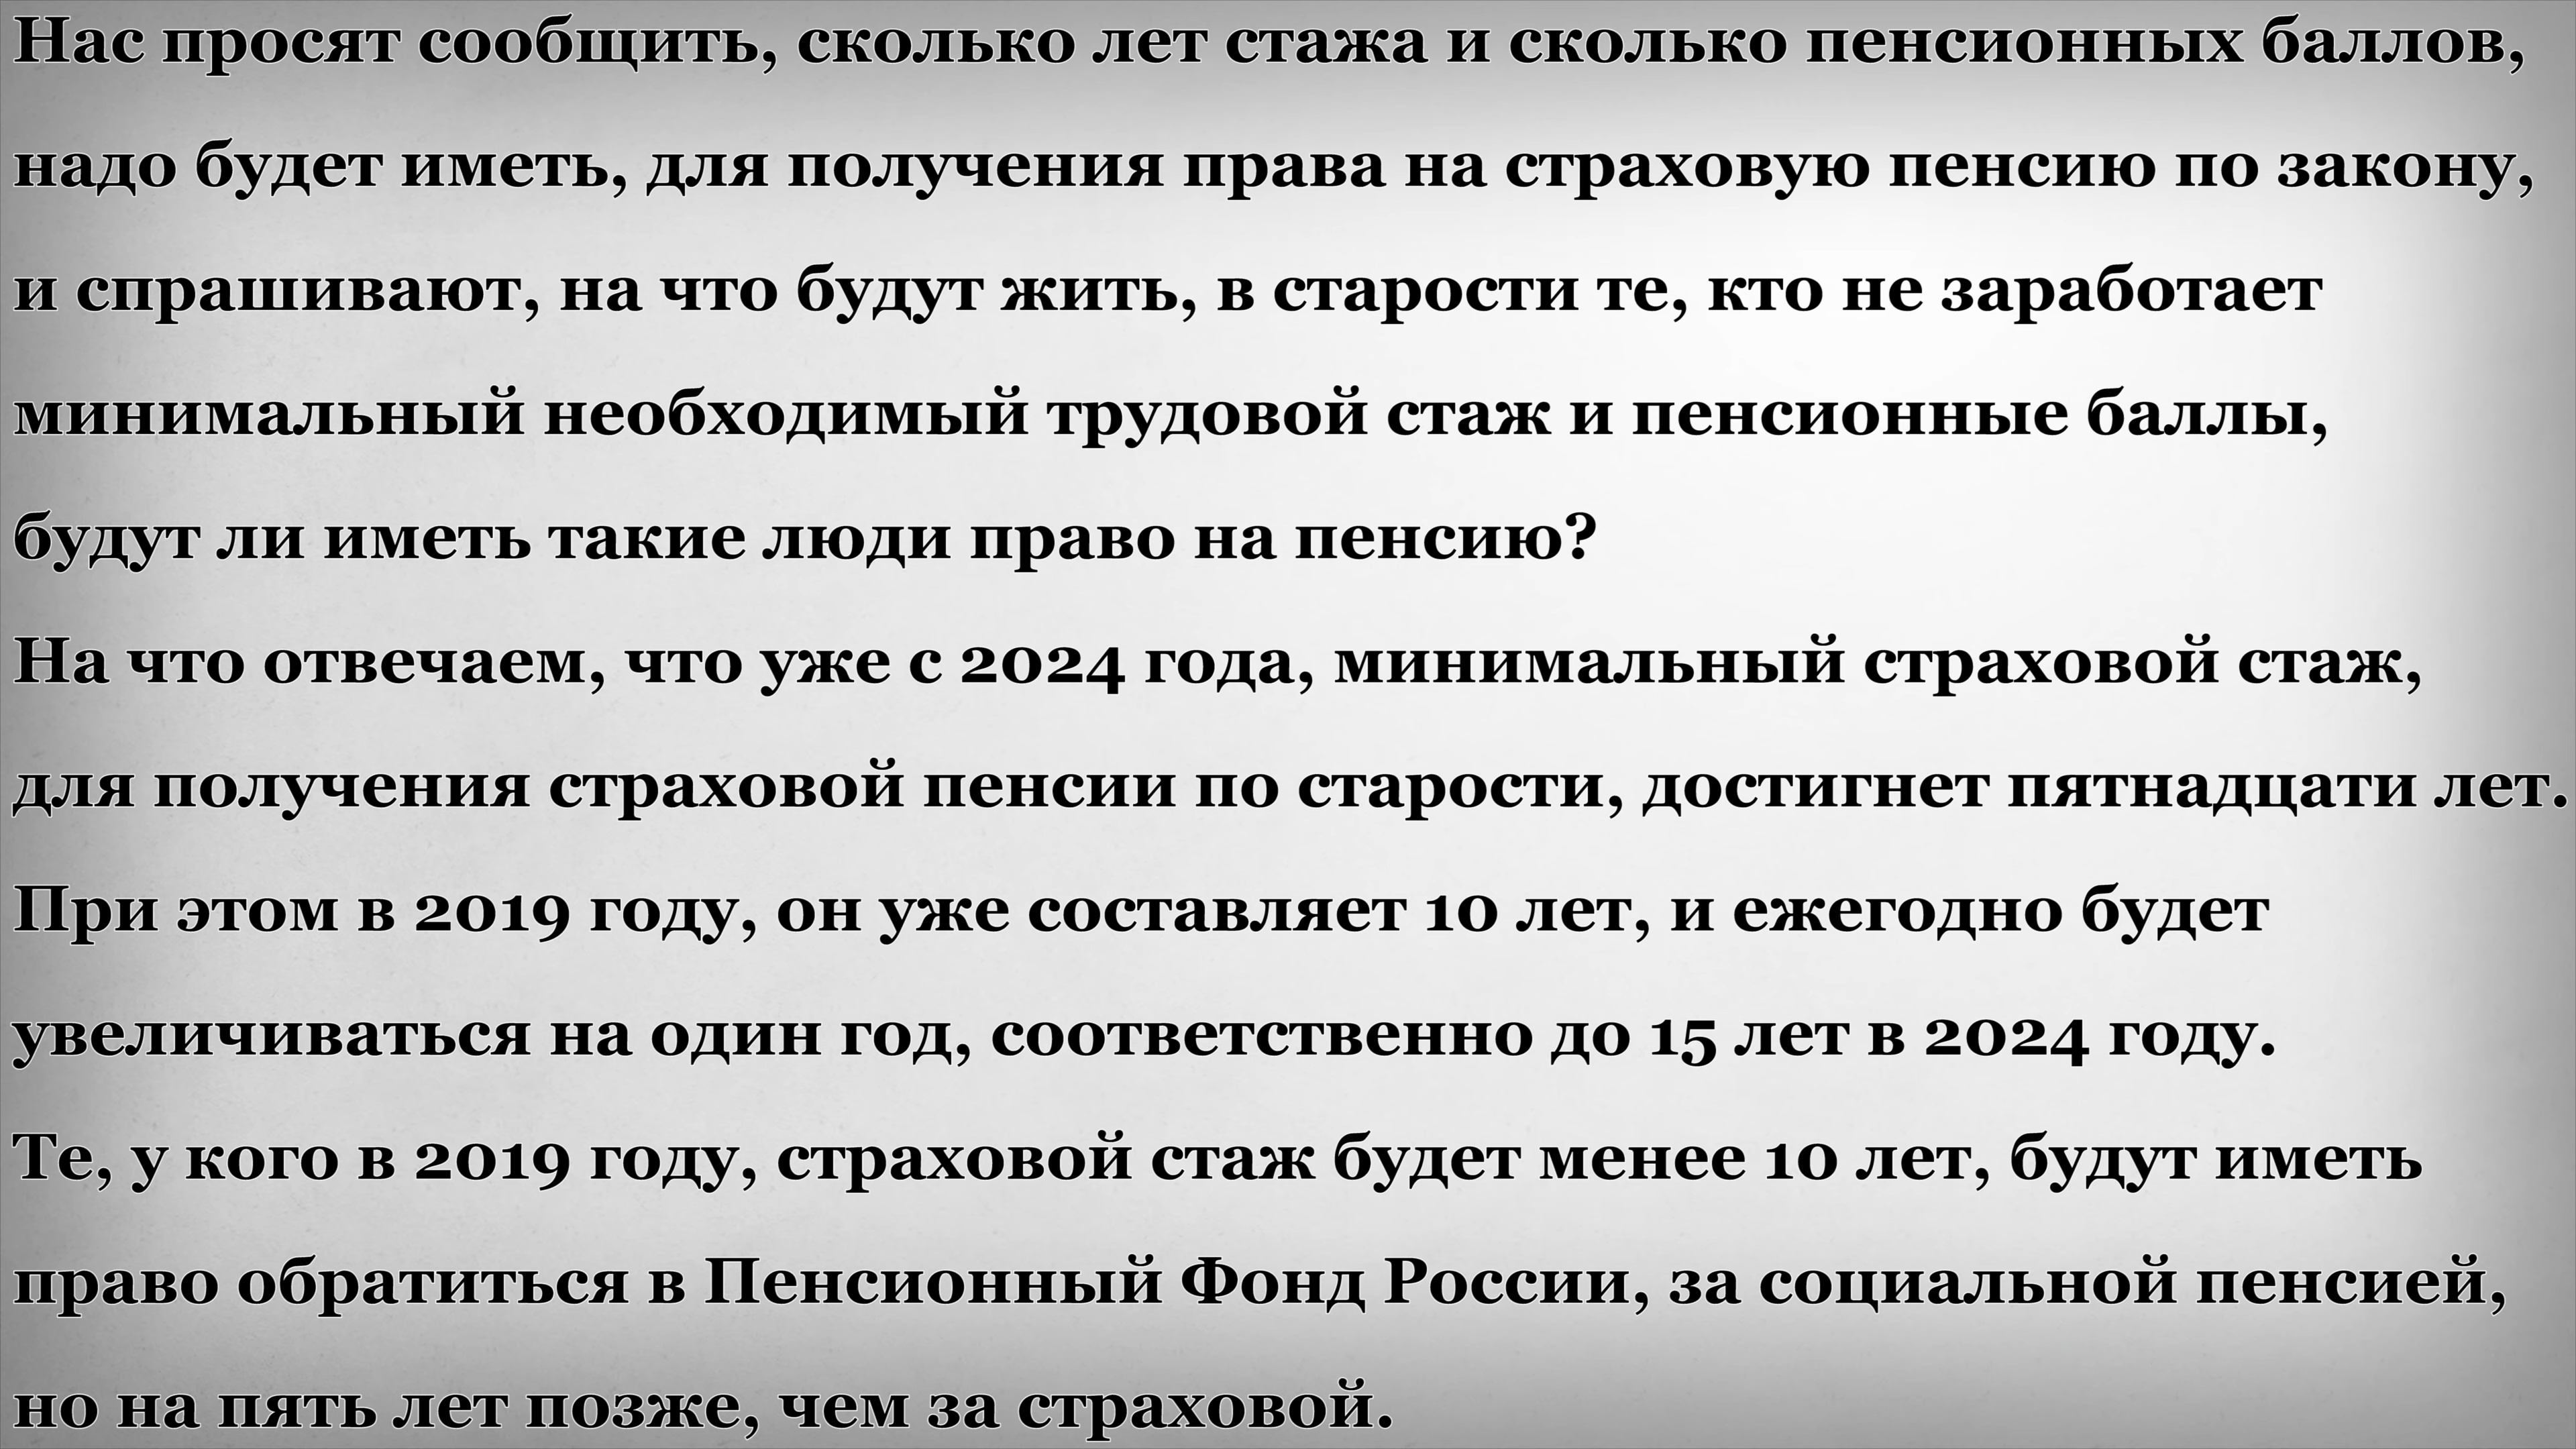 Нас просят сообщить, сколько лет стажа и сколько пенсионных баллов,
надо будет иметь, для получения права на страховую пенсию по закону,
и спрашивают, на что будут жить, в старости те, кто не заработает
минимальный необходимый трудовой стаж и пенсионные баллы,
будут ли иметь такие люди право на пенсию?
На что отвечаем, что уже с 2024 года, минимальный страховой стаж,
для получения страховой пенсии по старости, достигнет пятнадцати лет.
При этом в 2019 году, он уже составляет 10 лет, и ежегодно будет
увеличиваться на один год, соответственно до 15 лет в 2024 году.
Те, у кого в 2019 году, страховой стаж будет менее 10 лет, будут иметь
право обратиться в Пенсионный Фонд России, за социальной пенсией,
но на пять лет позже, чем за страховой.